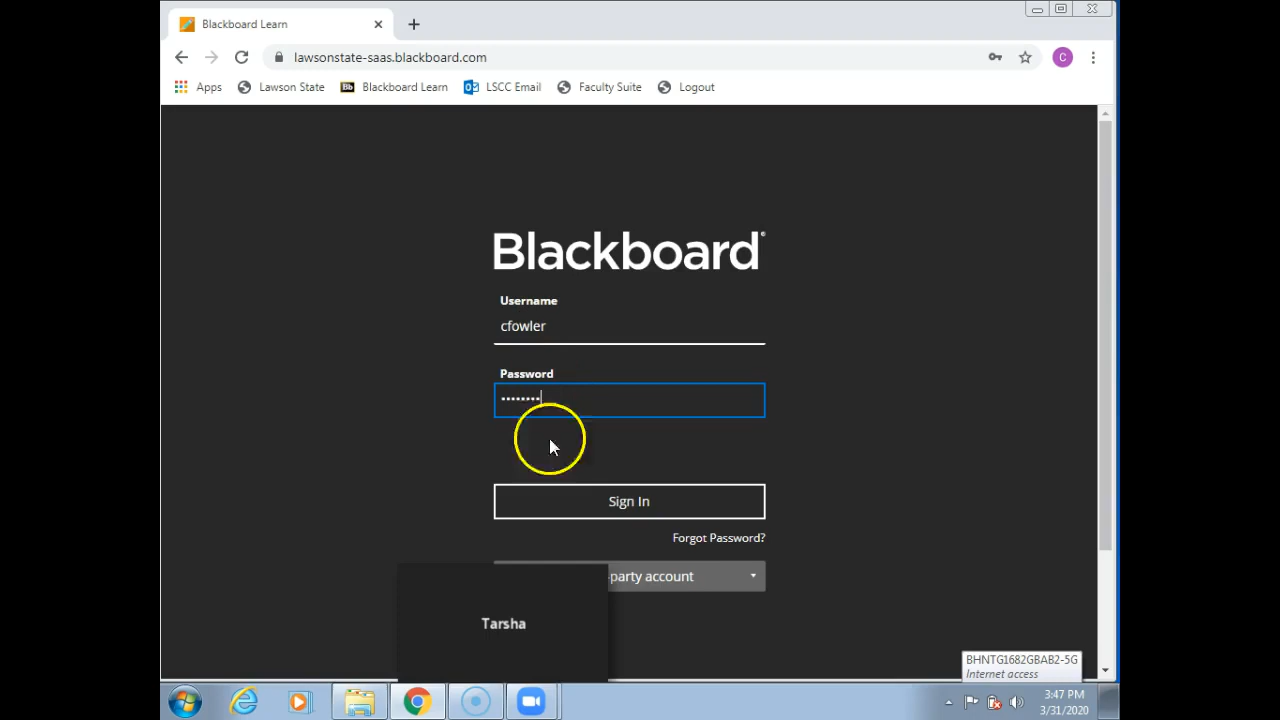 Blackboard Learn
lawsonstate-saas.blackboard.com
C
Apps Lawson State Bb Blackboard Learn LSCC Email Faculty Suite Logout
Blackboard
Username
cfowler
Password
••••••••
Sign In
Forgot Password?
-party account
Tarsha
BHNTG1682GBAB2-5G
Internet access
3:47 PM
3/31/2020